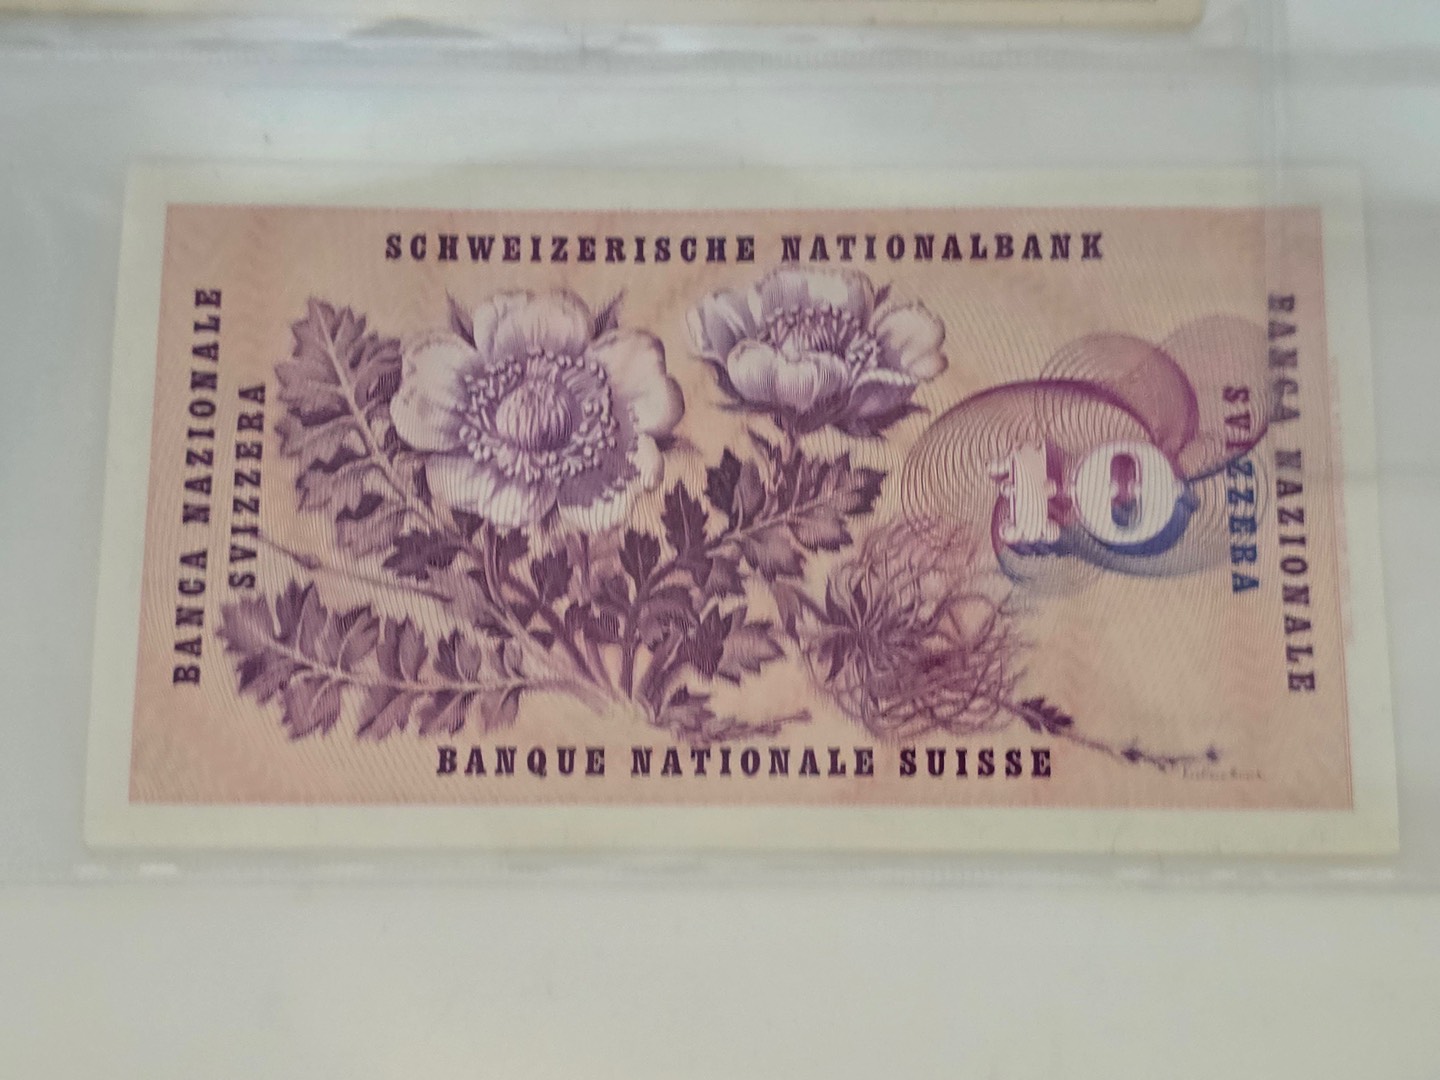 SCHWEIZERISCHE NATIONALBANK
BANCA NAZIONALE
SVIZZERA
10
SVIZZERA
BANCA NAZIONALE
BANQUE NATIONALE SUISSE